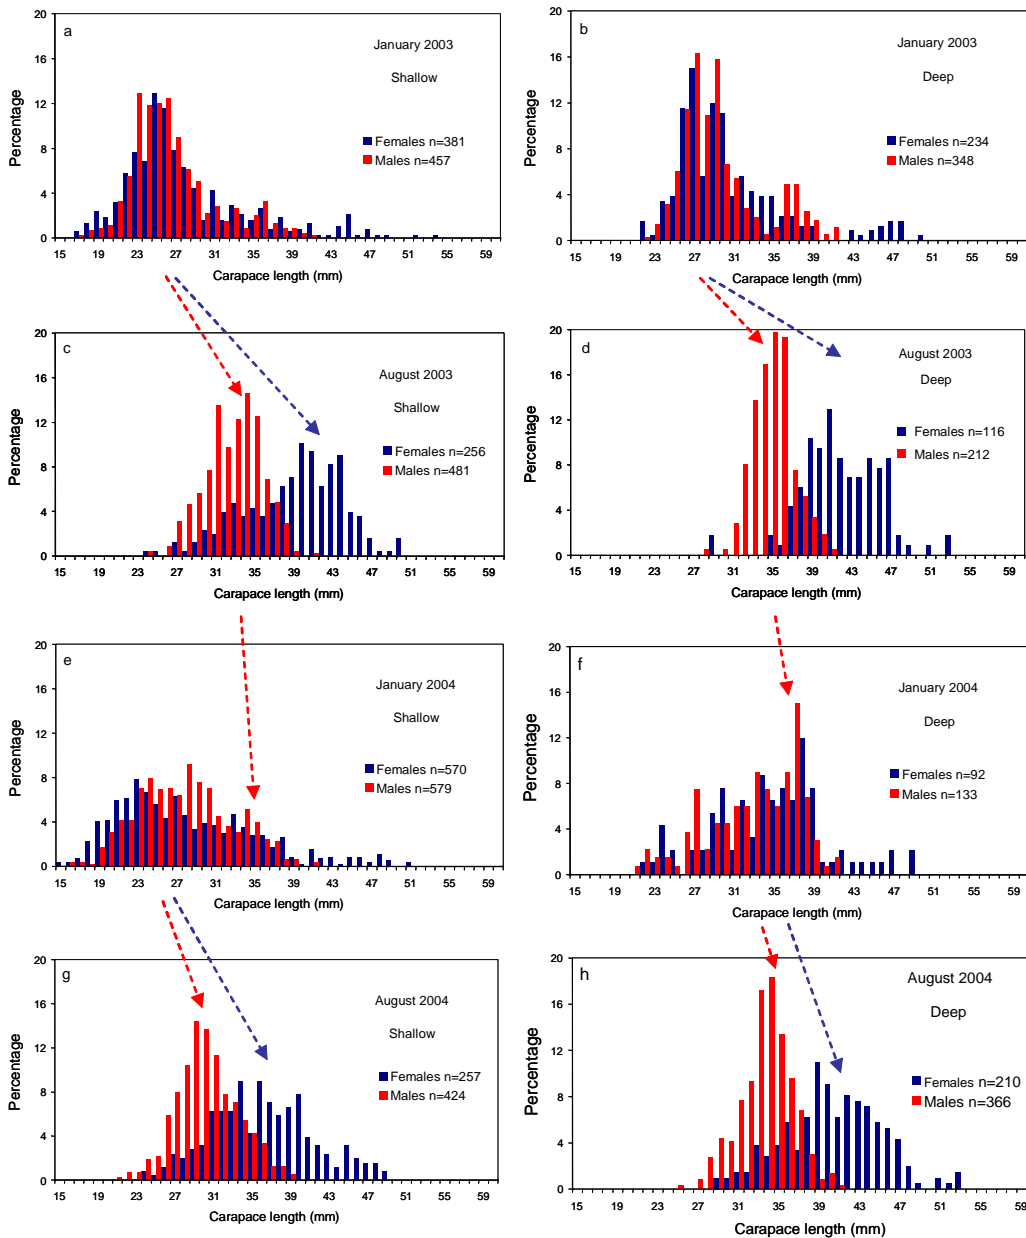 a
January 2003
Shallow
Females n=381
Males n=457
Percentage
20
16
12
8
4
0
15 19 23 27 31 35 39 43 47 51 55 59
Carapace length (mm)
b
January 2003
Deep
Females n=234
Males n=348
Percentage
20
16
12
8
4
0
15 19 23 27 31 35 39 43 47 51 55 59
Carapace length (mm)
c
August 2003
Shallow
Females n=256
Males n=481
Percentage
20
16
12
8
4
0
15 19 23 27 31 35 39 43 47 51 55 59
Carapace length (mm)
d
August 2003
Deep
Females n=116
Males n=212
Percentage
20
16
12
8
4
0
15 19 23 27 31 35 39 43 47 51 55 59
Carapace length (mm)
e
January 2004
Shallow
Females n=570
Males n=579
Percentage
20
16
12
8
4
0
15 19 23 27 31 35 39 43 47 51 55 59
Carapace length (mm)
f
January 2004
Deep
Females n=92
Males n=133
Percentage
20
16
12
8
4
0
15 19 23 27 31 35 39 43 47 51 55 59
Carapace length (mm)
g
August 2004
Shallow
Females n=257
Males n=424
Percentage
20
16
12
8
4
0
15 19 23 27 31 35 39 43 47 51 55 59
Carapace length (mm)
h
August 2004
Deep
Females n=210
Males n=366
Percentage
20
16
12
8
4
0
15 19 23 27 31 35 39 43 47 51 55 59
Carapace length (mm)